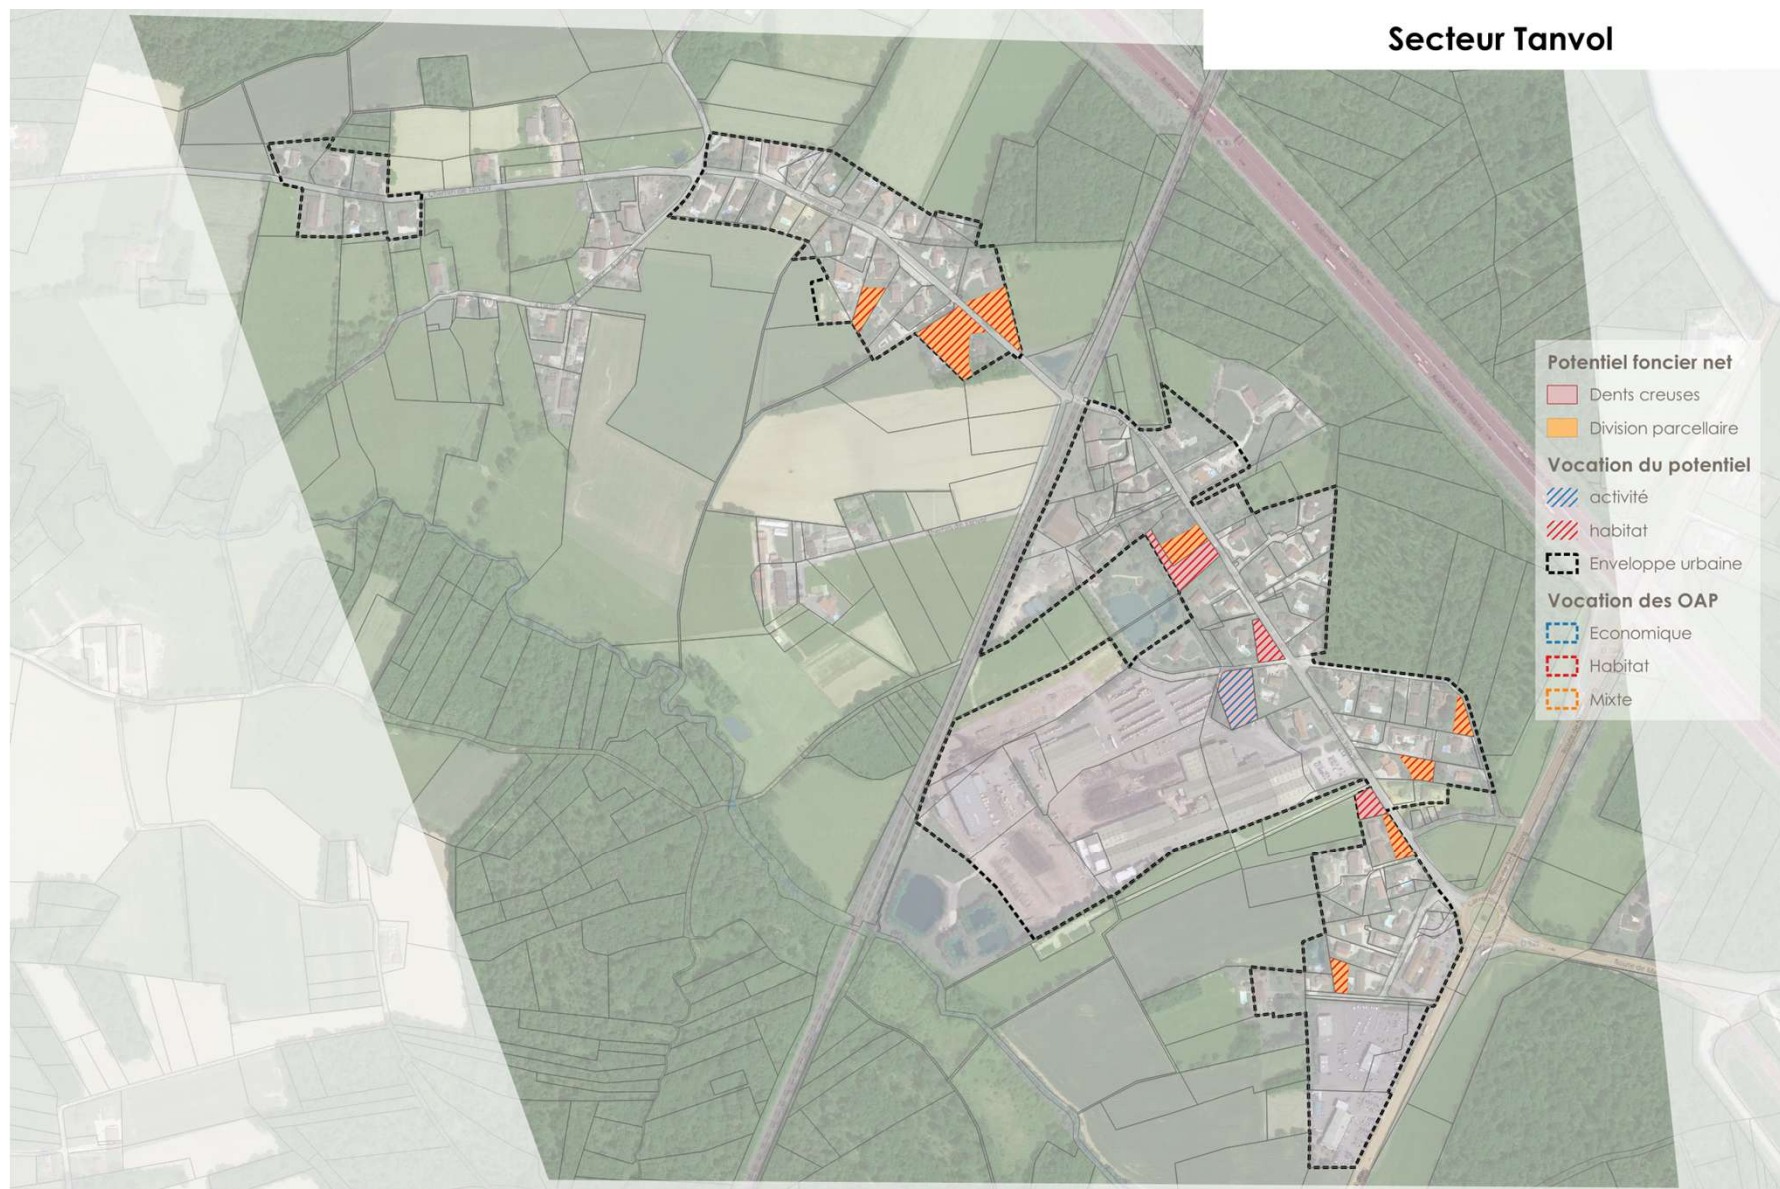 Secteur Tanvol
Potentiel foncier net
Dents creuses
Division parcellaire
Vocation du potentiel
activité
habitat
Enveloppe urbaine
Vocation des OAP
Economique
Habitat
Mixte